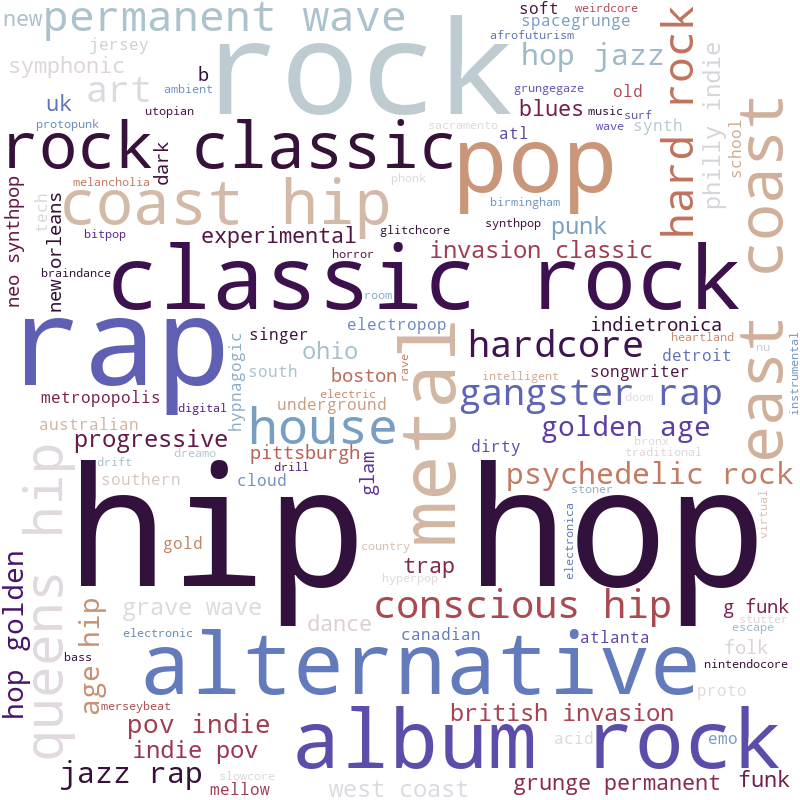 new
permanent wave
soft
weirdcore
spacegrunge
afrofuturism
rock
hop jazz
hard rock
jersey
symphonic
art
b
ambient
uk
utopian
protopunk
grungegaze
old
blues
music
surf
wave
synth
philly indie
school
sacramento
atl
rock classic
dark
pop
east coast
melancholia
phonk
coast hip
birmingham
neo synthpop
tech
new orleans
bitpop
experimental
glitchcore
synthpop
punk
horror
invasion classic
braindance
classic rock
room
rap
hypnagogic
singer
electropop
indietronica
heartland
instrumental
ohio
metal
hardcore
detroit
nu
south
boston
rave
intelligent
songwriter
metropopolis
digital
electric
underground
gangster rap
doom
australian
house
golden age
progressive
pittsburgh
dirty
bronx
traditional
drift
dreamo
drill
glam
southern
cloud
psychedelic rock
queens hip
hip hop
stoner
virtual
gold
country
electronica
trap
hyperpop
hop golden
age hip
grave wave
dance
conscious hip
g funk
stutter
escape
electronic
canadian
atlanta
folk
bass
alternative
nintendocore
proto
merseybeat
pov indie
british invasion
album rock
acid
emo
indie pov
jazz rap
slowcore
mellow
west coast
grunge permanent
funk